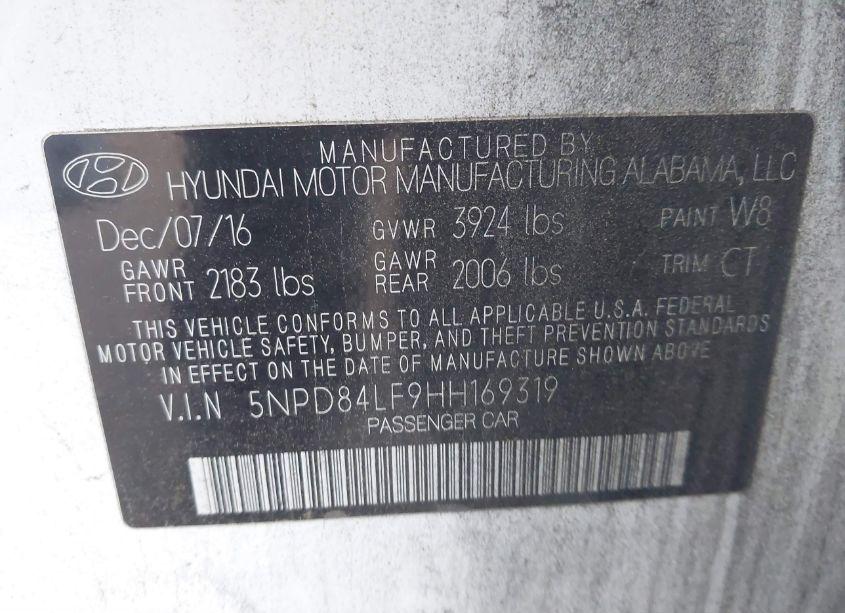 MANUFACTURED BY
HYUNDAI MOTOR MANUFACTURING ALABAMA, LLC
Dec/07/16 GVWR 3924 lbs PAINT W8
GAWR FRONT 2183 lbs GAWR REAR 2006 lbs TRIM CT
THIS VEHICLE CONFORMS TO ALL APPLICABLE U.S.A. FEDERAL
MOTOR VEHICLE SAFETY, BUMPER, AND THEFT PREVENTION STANDARDS
IN EFFECT ON THE DATE OF MANUFACTURE SHOWN ABOVE
V.I.N 5NPD84LF9HH169319
PASSENGER CAR